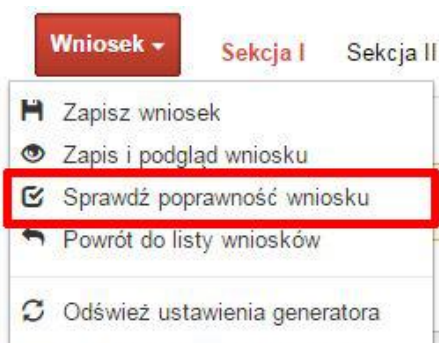 Wniosek Sekcja I Sekcja II
Zapisz wniosek
Zapis i podgląd wniosku
Sprawdź poprawność wniosku
Powrót do listy wniosków
Odśwież ustawienia generatora